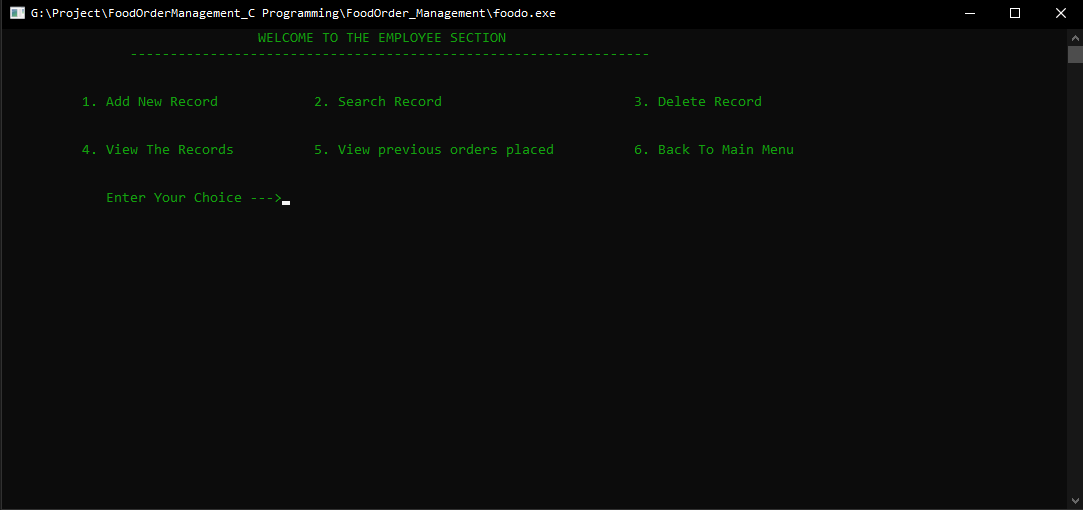 G:\Project\FoodOrderManagement_C Programming\FoodOrder_Management\foodo.exe
WELCOME TO THE EMPLOYEE SECTION
-----------------------------------------------------------------
1. Add New Record 2. Search Record 3. Delete Record
4. View The Records 5. View previous orders placed 6. Back To Main Menu
Enter Your Choice --->